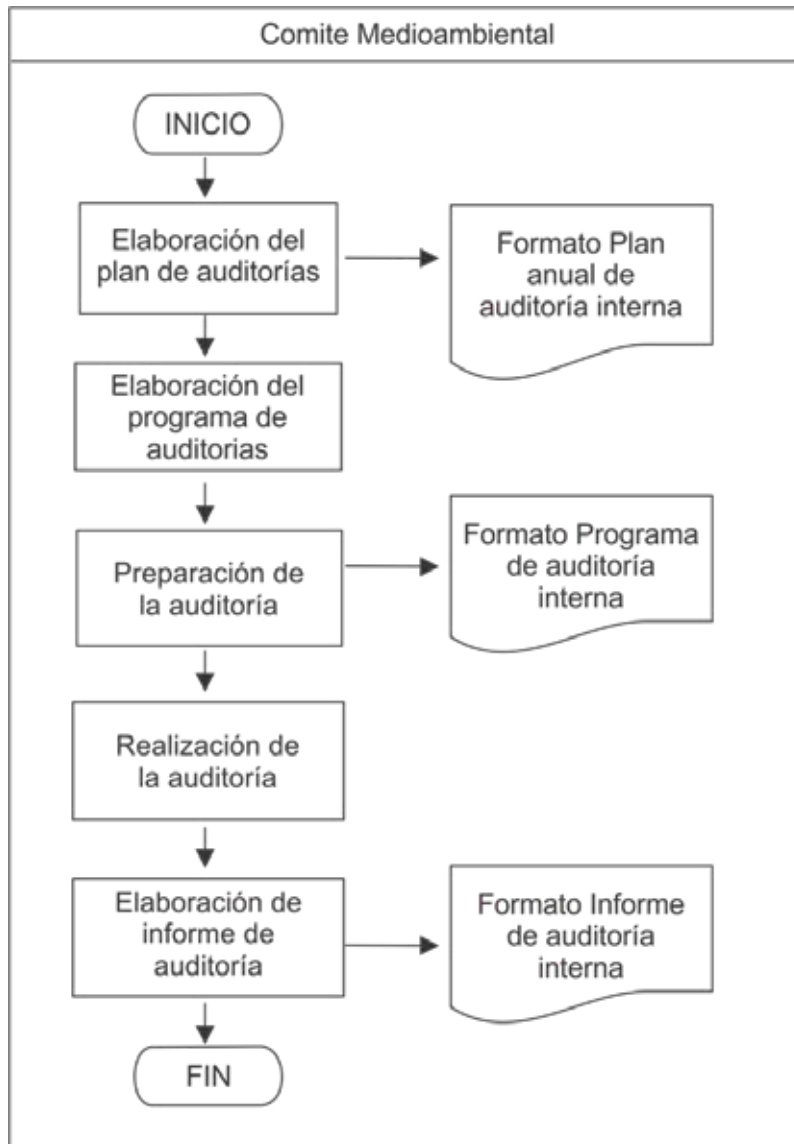 Comite Medioambiental
INICIO
Elaboración del
plan de auditorías
Formato Plan
anual de
auditoría interna
Elaboración del
programa de
auditorias
Preparación de
la auditoría
Formato Programa
de auditoría
interna
Realización de
la auditoría
Elaboración de
informe de
auditoría
Formato Informe
de auditoría
interna
FIN